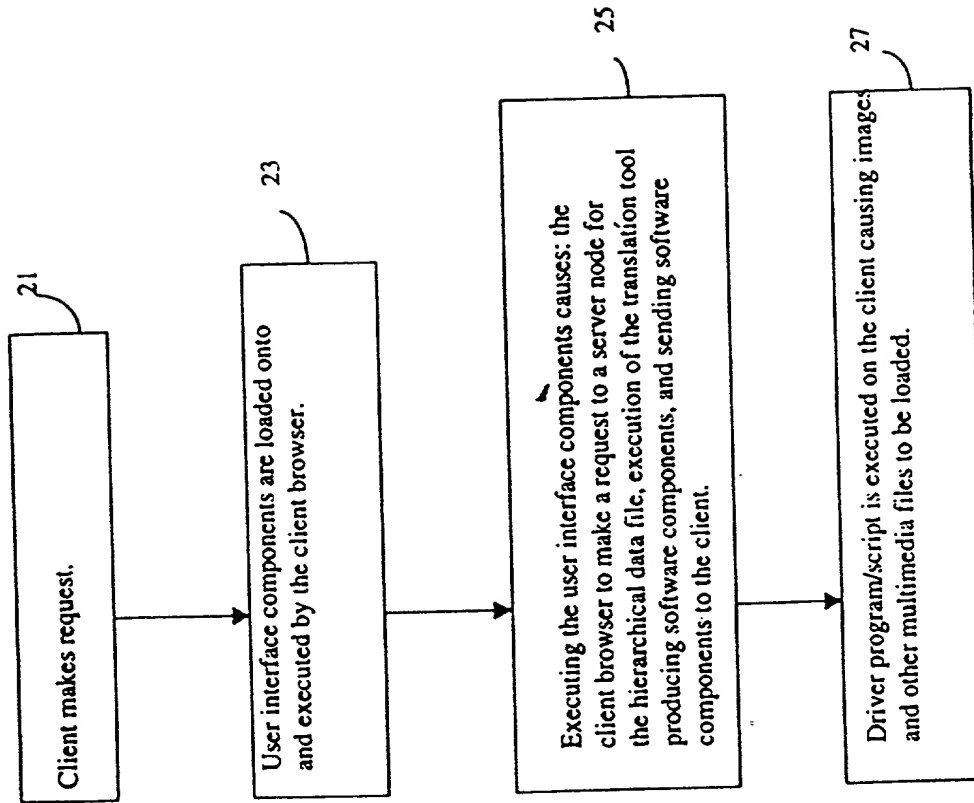 21
Client makes request.
23
User interface components are loaded onto
and executed by the client browser.
25
Executing the user interface components causes: the
client browser to make a request to a server node for
the hierarchical data file, execution of the translation tool
producing software components, and sending software
components to the client.
27
Driver program/script is executed on the client causing images
and other multimedia files to be loaded.